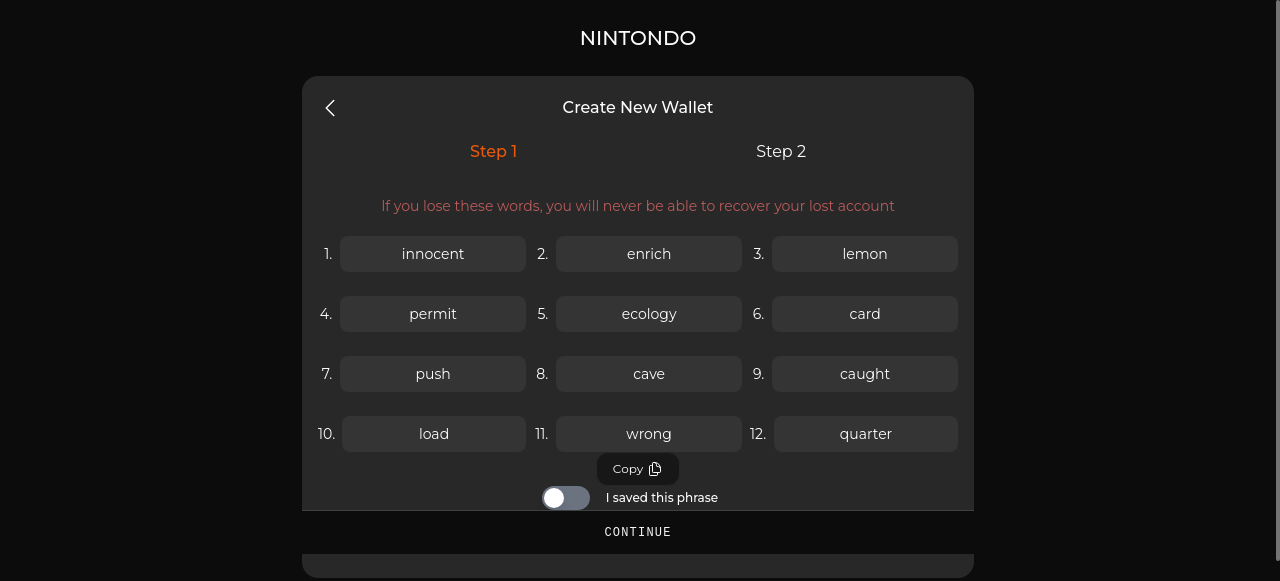 NINTONDO
Create New Wallet
Step 1 Step 2
If you lose these words, you will never be able to recover your lost account
1. innocent 2. enrich 3. lemon
4. permit 5. ecology 6. card
7. push 8. cave 9. caught
10. load 11. wrong 12. quarter
Copy
I saved this phrase
CONTINUE